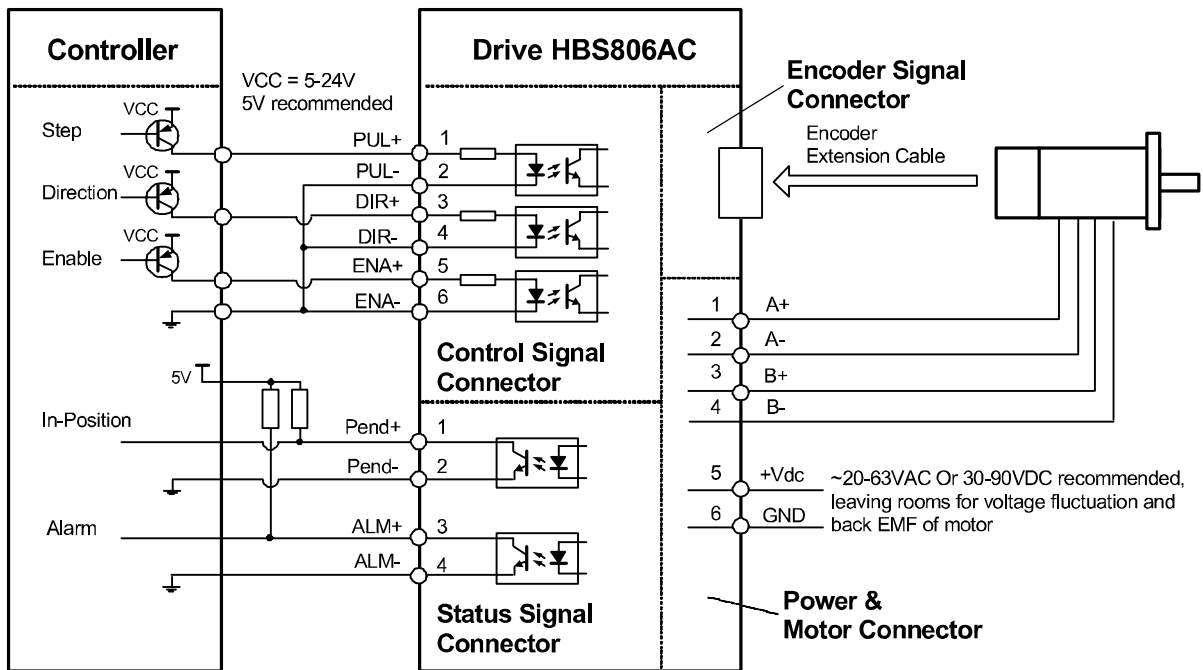 Controller
Drive HBS806AC
VCC = 5-24V
5V recommended
Encoder Signal
Connector
Encoder
Extension Cable
VCC
Step
PUL+
1
PUL-
2
VCC
Direction
DIR+
3
DIR-
4
VCC
Enable
ENA+
5
ENA-
6
Control Signal
Connector
1
A+
2
A-
3
B+
4
B-
5V
In-Position
Pend+
1
Pend-
2
Alarm
ALM+
3
ALM-
4
Status Signal
Connector
5
+Vdc
6
GND
~20-63VAC Or 30-90VDC recommended,
leaving rooms for voltage fluctuation and
back EMF of motor
Power &
Motor Connector